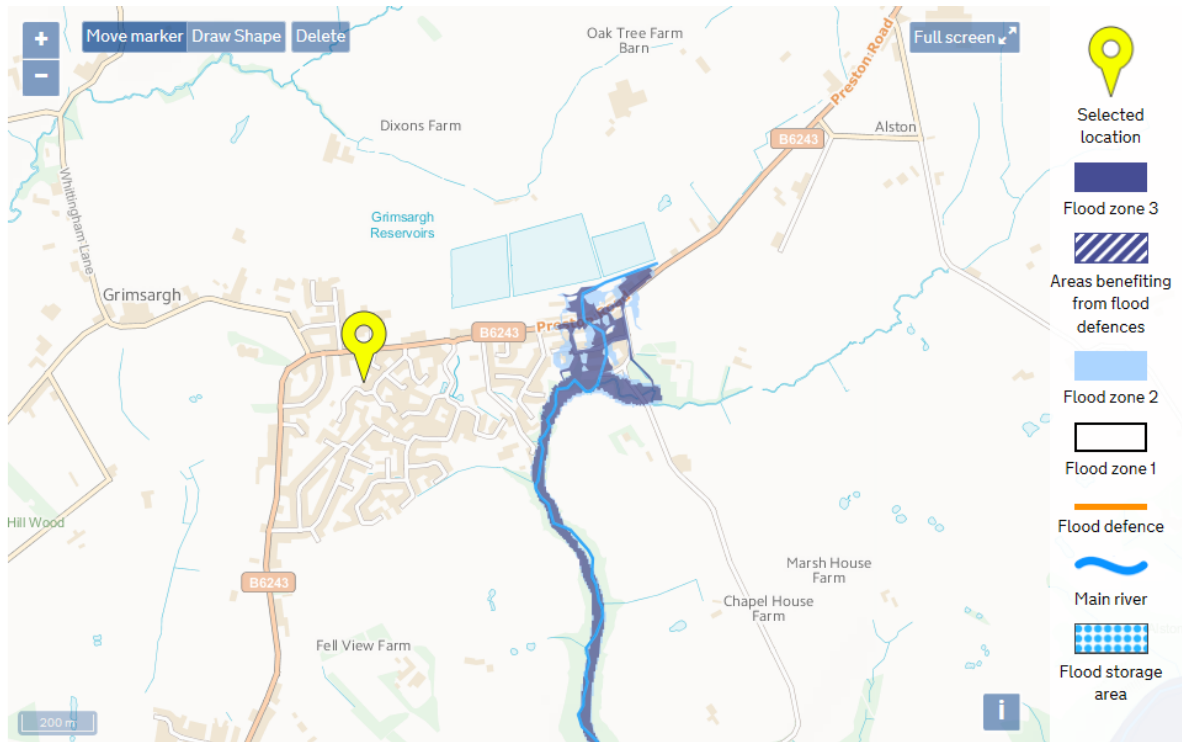 +
−
Move marker
Draw Shape
Delete
Full screen
Oak Tree Farm
Barn
Preston Road
Dixons Farm
Alston
B6243
Whittingham Lane
Grimsargh
Reservoirs
Grimsargh
B6243
Hill Wood
B6243
Marsh House
Farm
Chapel House
Farm
Fell View Farm
200 m
i
Selected
location
Flood zone 3
Areas benefiting
from flood
defences
Flood zone 2
Flood zone 1
Flood defence
Main river
Flood storage
area